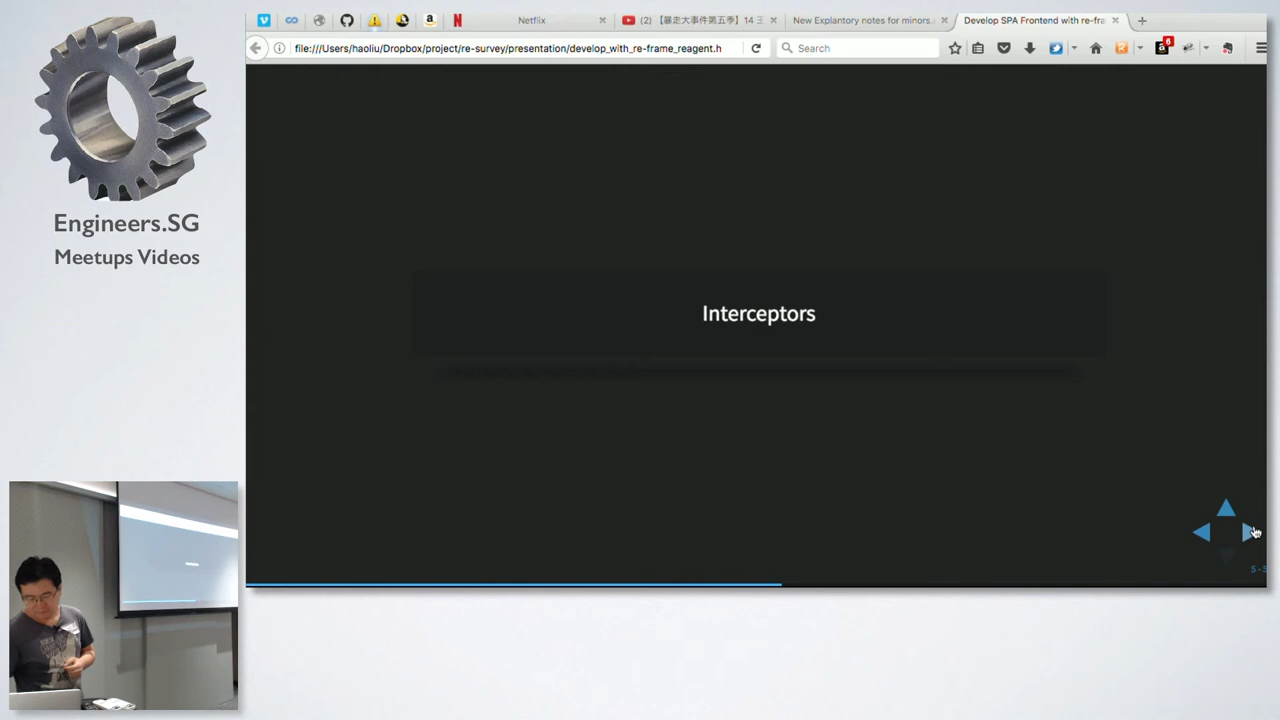 Engineers.SG
Meetups Videos
Netflix
(2) 【暴走大事件第五季】14 王
New Explantory notes for minors.
Develop SPA Frontend with re-fra
file:///Users/haoliu/Dropbox/project/re-survey/presentation/develop_with_re-frame_reagent.h
Search
6
Interceptors